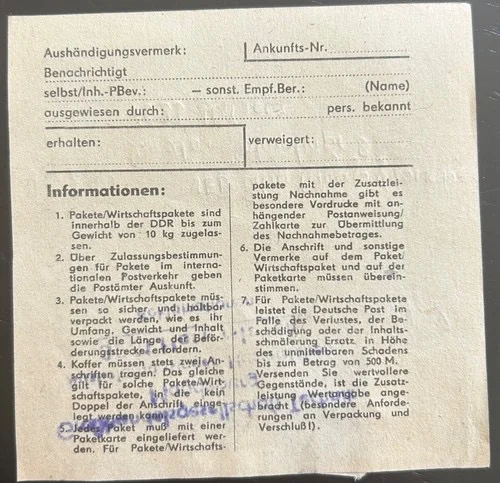 Aushändigungsvermerk:
Ankunfts-Nr.
Benachrichtigt
selbst/Inh.-PBev.: — sonst. Empf.Ber.: (Name)
ausgewiesen durch: pers. bekannt
erhalten:
verweigert:
Informationen:
1. Pakete/Wirtschaftspakete sind
innerhalb der DDR bis zum
Gewicht von 10 kg zugelas-
sen.
2. Über Zulassungsbestimmun-
gen für Pakete im interna-
tionalen Postverkehr geben
die Postämter Auskunft.
3. Pakete/Wirtschaftspakete müs-
sen so sicher und haltbar
verpackt werden, wie es ihr
Umfang, Gewicht und Inhalt
sowie die Länge der Beför-
derungsstrecke erfordern.
4. Koffer müssen stets zwei An-
schriften tragen. Das gleiche
gilt für solche Pakete/Wirt-
schaftspakete, in die kein
Doppel der Anschrift einge-
legt werden kann.
5. Jedes Paket muß mit einer
Paketkarte eingeliefert wer-
den. Für Pakete/Wirtschafts-
pakete mit der Zusatzlei-
stung Nachnahme gibt es
besondere Vordrucke mit an-
hängender Postanweisung/
Zahlkarte zur Übermittlung
des Nachnahmebetrages.
6. Die Anschrift und sonstige
Vermerke auf dem Paket/
Wirtschaftspaket und auf der
Paketkarte müssen überein-
stimmen.
7. Für Pakete/Wirtschaftspakete
leistet die Deutsche Post im
Falle des Verlustes, der Be-
schädigung oder der Inhalts-
schmälerung Ersatz in Höhe
des unmittelbaren Schadens
bis zum Betrag von 500 M.
Versenden Sie wertvollere
Gegenstände, ist die Zusatz-
leistung Wertangabe ange-
bracht (besondere Anforde-
rungen an Verpackung und
Verschluß!).